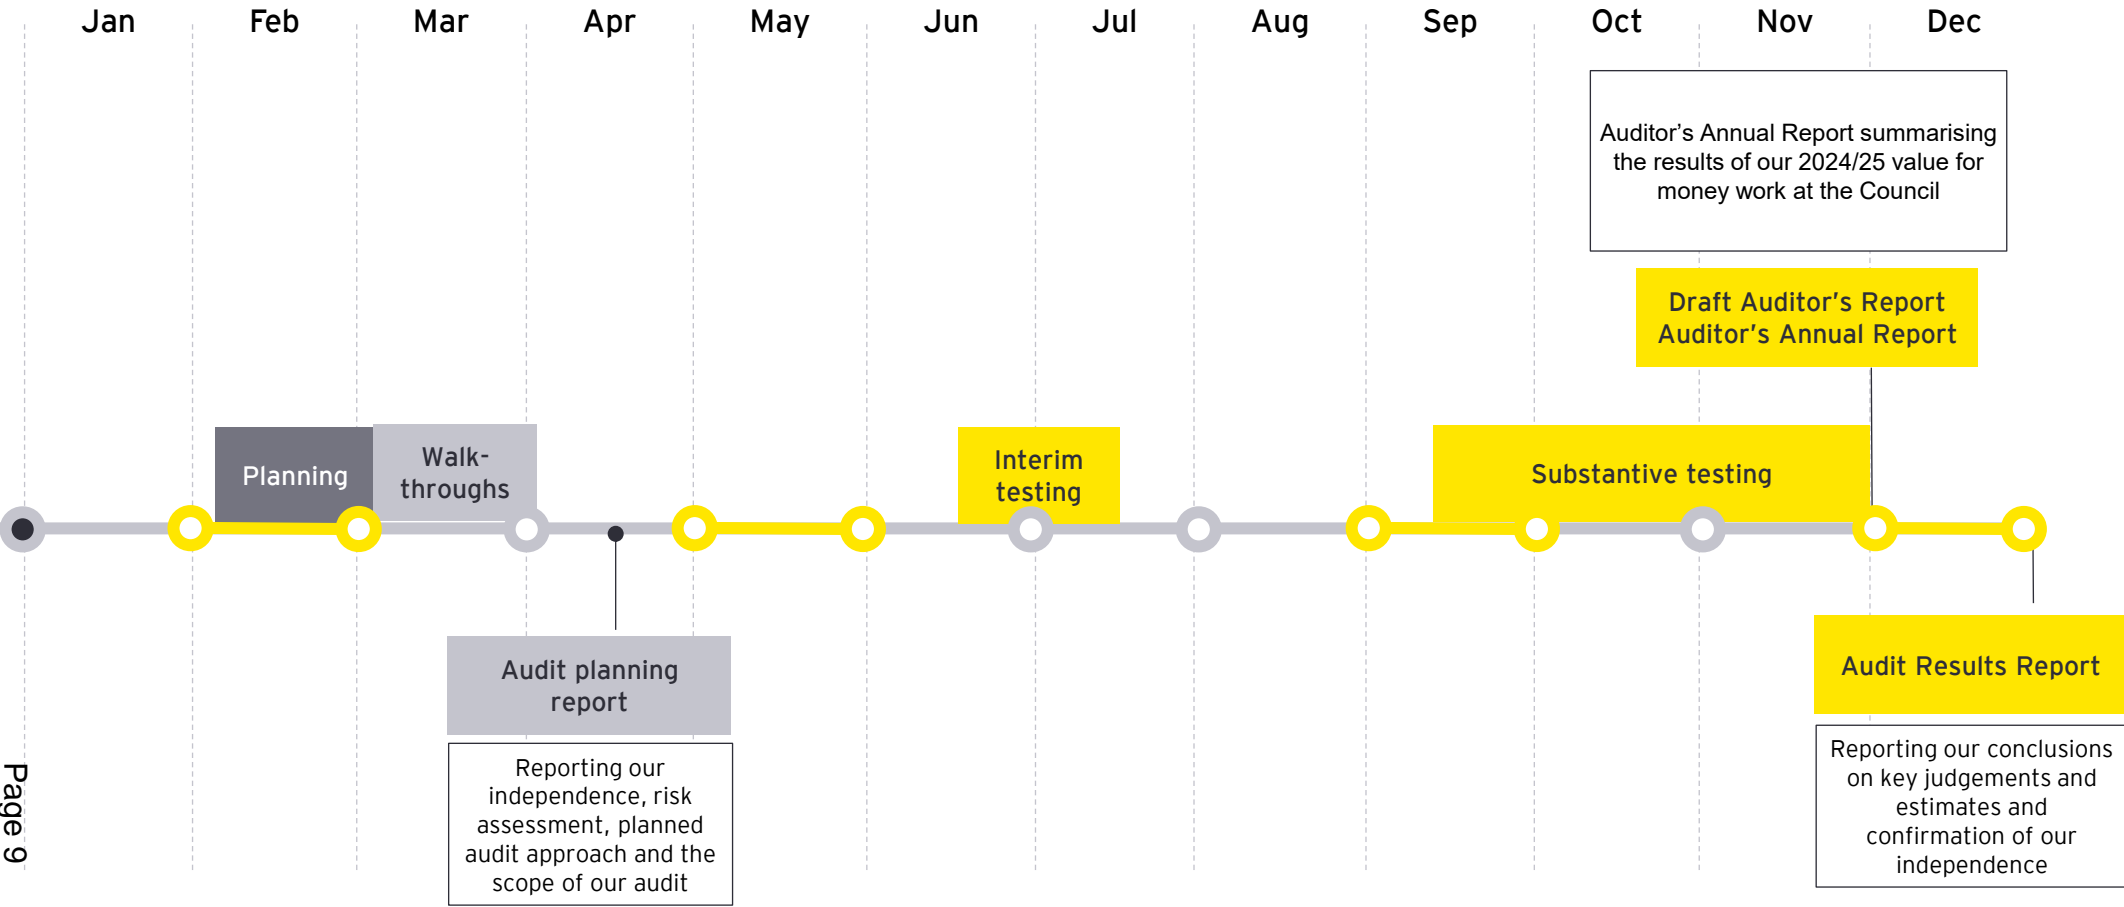 Jan Feb Mar Apr May Jun Jul Aug Sep Oct Nov Dec
Auditor’s Annual Report summarising
the results of our 2024/25 value for
money work at the Council
Draft Auditor’s Report
Auditor’s Annual Report
Planning
Walk-
throughs
Interim
testing
Substantive testing
Audit planning
report
Reporting our
independence, risk
assessment, planned
audit approach and the
scope of our audit
Audit Results Report
Reporting our conclusions
on key judgements and
estimates and
confirmation of our
independence
Page 9